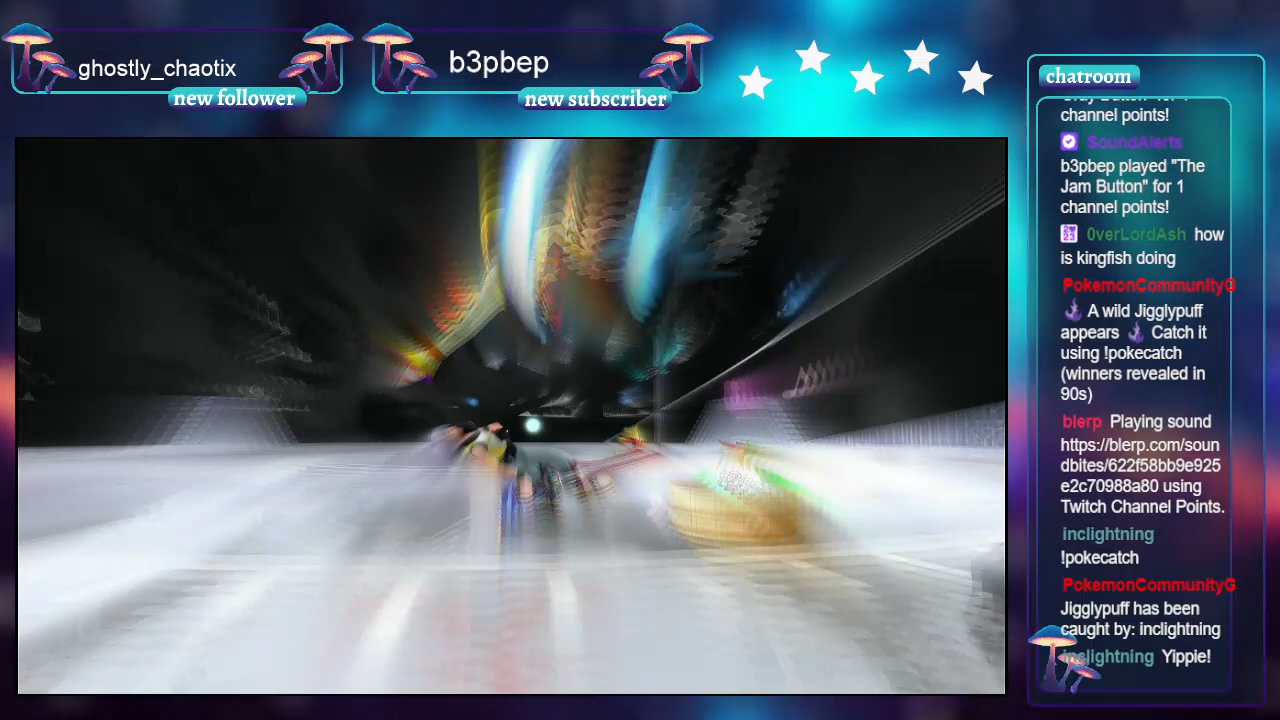 ghostly_chaotix
new follower
b3pbep
new subscriber
chatroom
channel points!
SoundAlerts
b3pbep played "The
Jam Button" for 1
channel points!
0verLordAsh how
is kingfish doing
PokemonCommunityG
A wild Jigglypuff
appears Catch it
using !pokecatch
(winners revealed in
90s)
blerp Playing sound
https://blerp.com/soun
dbites/622f58bb9e925
e2c70988a80 using
Twitch Channel Points.
inclightning
!pokecatch
PokemonCommunityG
Jigglypuff has been
caught by: inclightning
inclightning Yippie!